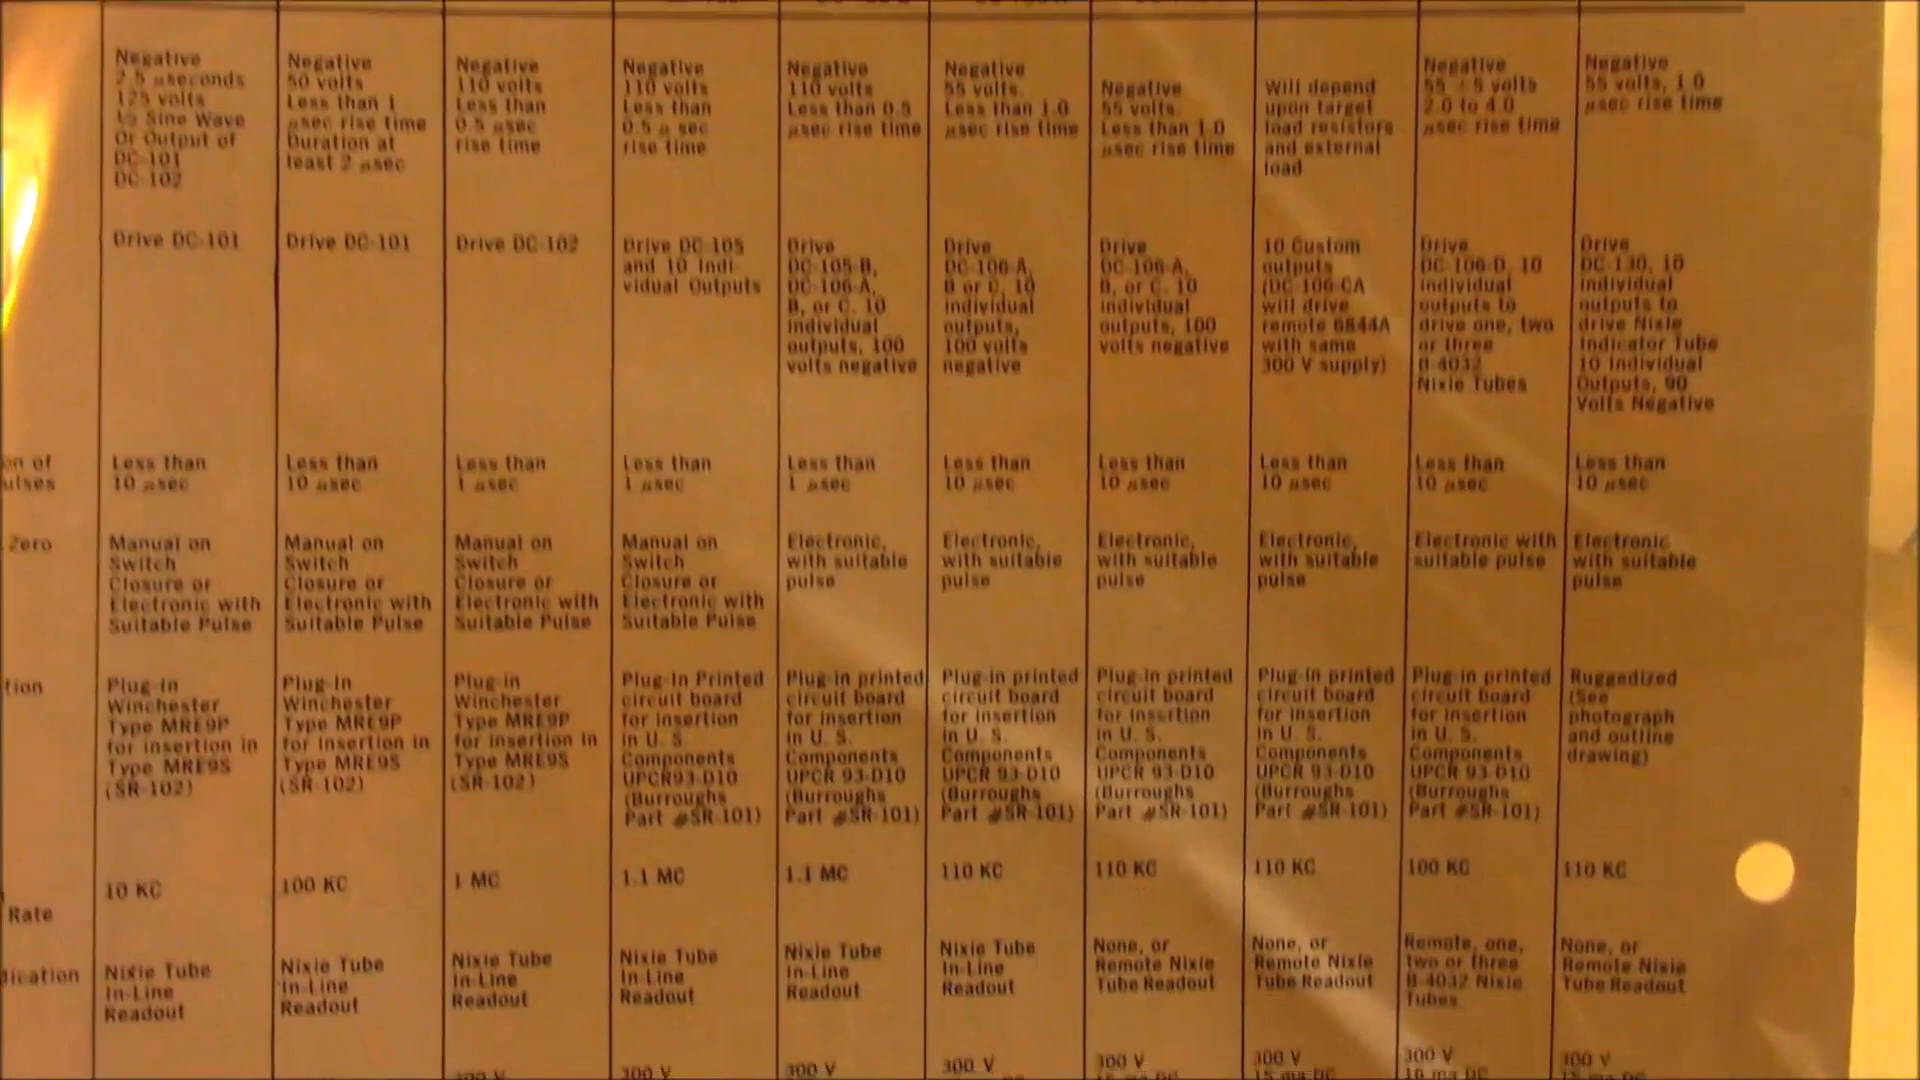 Negative
2.5 µseconds
125 volts
½ Sine Wave
Or Output of
DC-101
DC-102
Negative
50 volts
Less than 1
µsec rise time
Duration at
least 2 µsec
Negative
110 volts
Less than
0.5 µsec
rise time
Negative
110 volts
Less than
0.5 µ sec
rise time
Negative
110 volts
Less than 0.5
µsec rise time
Negative
55 volts.
Less than 1.0
µsec rise time
Negative
55 volts.
Less than 1.0
µsec rise time
Will depend
upon target
load resistors
and external
load
Negative
55 ± 5 volts
2.0 to 4.0
µsec rise time
Negative
55 volts, 1.0
µsec rise time
Drive DC-101
Drive DC-101
Drive DC-102
Drive DC-105
and 10 Indi-
vidual Outputs
Drive
DC-105-B,
DC-106-A,
B, or C. 10
individual
outputs, 100
volts negative
Drive
DC-106-A,
B or C, 10
individual
outputs,
100 volts
negative
Drive
DC-106-A,
B, or C. 10
individual
outputs, 100
volts negative
10 Custom
outputs
(DC-106-CA
will drive
remote 6844A
with same
300 V supply)
Drive
DC-106-D, 10
individual
outputs to
drive one, two
or three
B-4032
Nixie Tubes
Drive
DC-130, 10
individual
outputs to
drive Nixie
Indicator Tube
10 Individual
Outputs, 90
Volts Negative
on of
ulses
Less than
10 µsec
Less than
10 µsec
Less than
1 µsec
Less than
1 µsec
Less than
1 µsec
Less than
10 µsec
Less than
10 µsec
Less than
10 µsec
Less than
10 µsec
Less than
10 µsec
Zero
Manual on
Switch
Closure or
Electronic with
Suitable Pulse
Manual on
Switch
Closure or
Electronic with
Suitable Pulse
Manual on
Switch
Closure or
Electronic with
Suitable Pulse
Manual on
Switch
Closure or
Electronic with
Suitable Pulse
Electronic,
with suitable
pulse
Electronic,
with suitable
pulse
Electronic,
with suitable
pulse
Electronic,
with suitable
pulse
Electronic with
suitable pulse
Electronic
with suitable
pulse
tion
Plug-In
Winchester
Type MRE9P
for insertion in
Type MRE9S
(SR-102)
Plug-In
Winchester
Type MRE9P
for insertion in
Type MRE9S
(SR-102)
Plug-in
Winchester
Type MRE9P
for insertion in
Type MRE9S
(SR-102)
Plug-In Printed
circuit board
for insertion
in U. S.
Components
UPCR93-D10
(Burroughs
Part #SR-101)
Plug-in printed
circuit board
for insertion
in U. S.
Components
UPCR 93-D10
(Burroughs
Part #SR-101)
Plug-in printed
circuit board
for insertion
in U. S.
Components
UPCR 93-D10
(Burroughs
Part #SR-101)
Plug-in printed
circuit board
for insertion
in U. S.
Components
UPCR 93-D10
(Burroughs
Part #SR-101)
Plug-in printed
circuit board
for insertion
in U. S.
Components
UPCR 93-D10
(Burroughs
Part #SR-101)
Plug-in printed
circuit board
for insertion
in U. S.
Components
UPCR 93-D10
(Burroughs
Part #SR-101)
Ruggedized
(See
photograph
and outline
drawing)
Rate
10 KC
100 KC
1 MC
1.1 MC
1.1 MC
110 KC
110 KC
110 KC
100 KC
110 KC
dication
Nixie Tube
In-Line
Readout
Nixie Tube
In-Line
Readout
Nixie Tube
In-Line
Readout
Nixie Tube
In-Line
Readout
Nixie Tube
In-Line
Readout
Nixie Tube
In-Line
Readout
None, or
Remote Nixie
Tube Readout
None, or
Remote Nixie
Tube Readout
Remote, one,
two or three
B-4032 Nixie
Tubes
None, or
Remote Nixie
Tube Readout
300 V
300 V
300 V
300 V
300 V
15 ma DC
300 V
15 ma DC
300 V
16 ma DC
300 V
15 ma DC